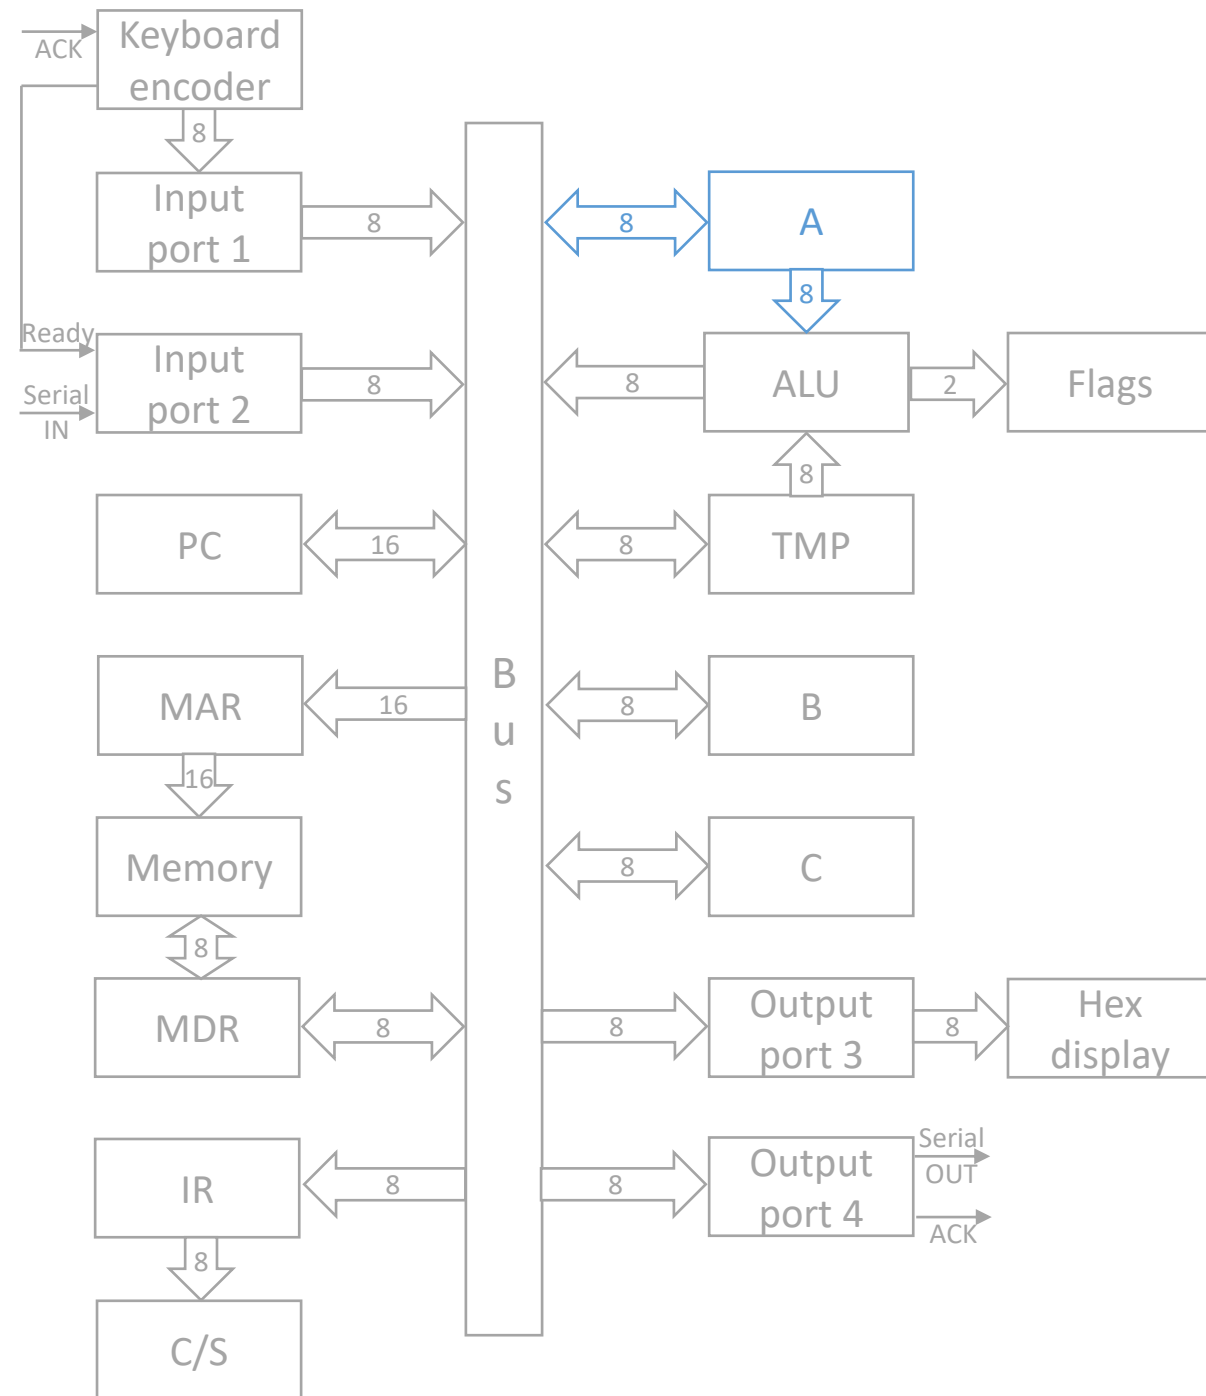 ACK
Keyboard
encoder
8
Input
port 1
8
8
A
8
Ready
Serial
IN
Input
port 2
8
8
ALU
2
Flags
8
PC
16
8
TMP
MAR
16
B
u
s
8
B
16
Memory
8
C
8
MDR
8
8
Output
port 3
8
Hex
display
IR
8
8
Output
port 4
Serial
OUT
ACK
8
C/S